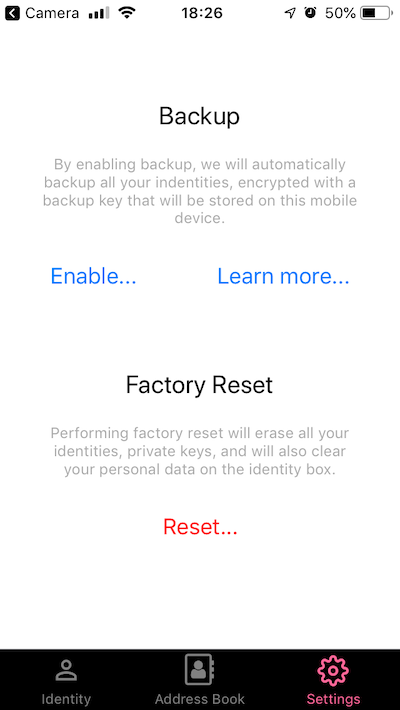 Camera 18:26 50%
Backup
By enabling backup, we will automatically
backup all your indentities, encrypted with a
backup key that will be stored on this mobile
device.
Enable... Learn more...
Factory Reset
Performing factory reset will erase all your
identities, private keys, and will also clear
your personal data on the identity box.
Reset...
Identity Address Book Settings